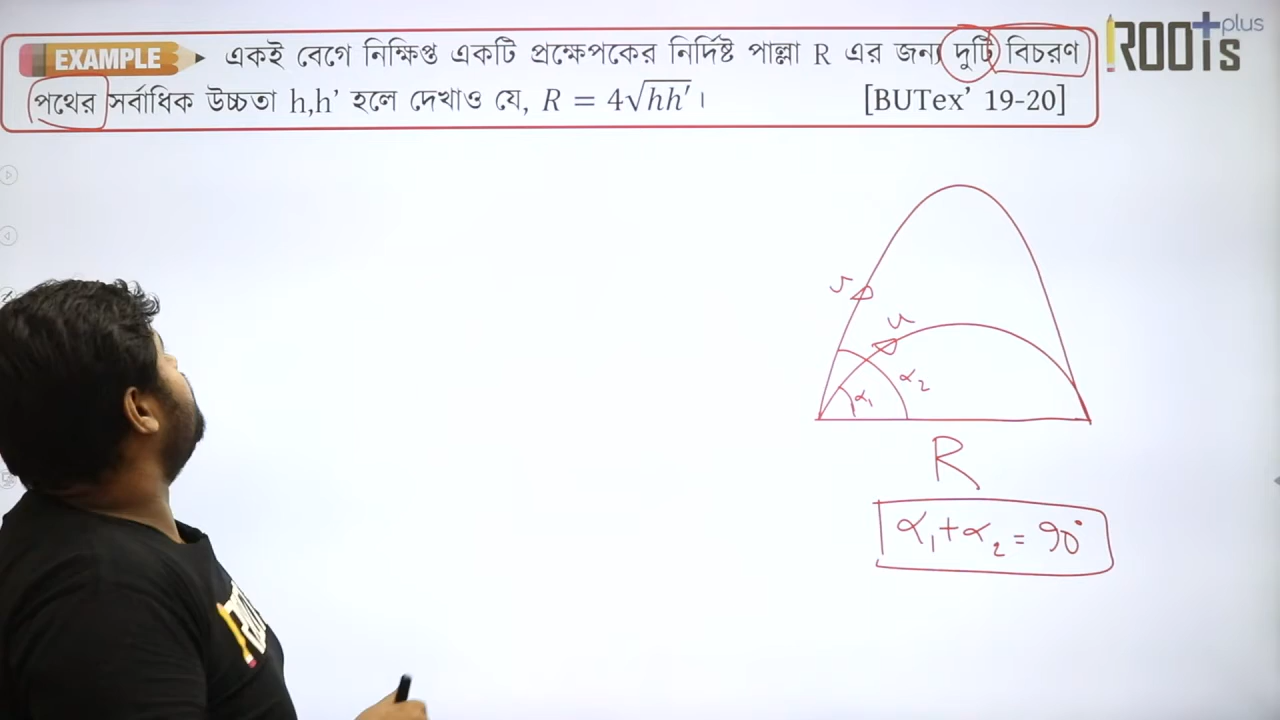 EXAMPLE একই বেগে নিক্ষিপ্ত একটি প্রক্ষেপকের নির্দিষ্ট পাল্লা R এর জন্য দুটি বিচরণ
পথের সর্বাধিক উচ্চতা h,h’ হলে দেখাও যে, R = 4√hh′ । [BUTex’ 19-20]
ROOTs plus
u
α₂
α₁
R
α₁+α₂ = 90°